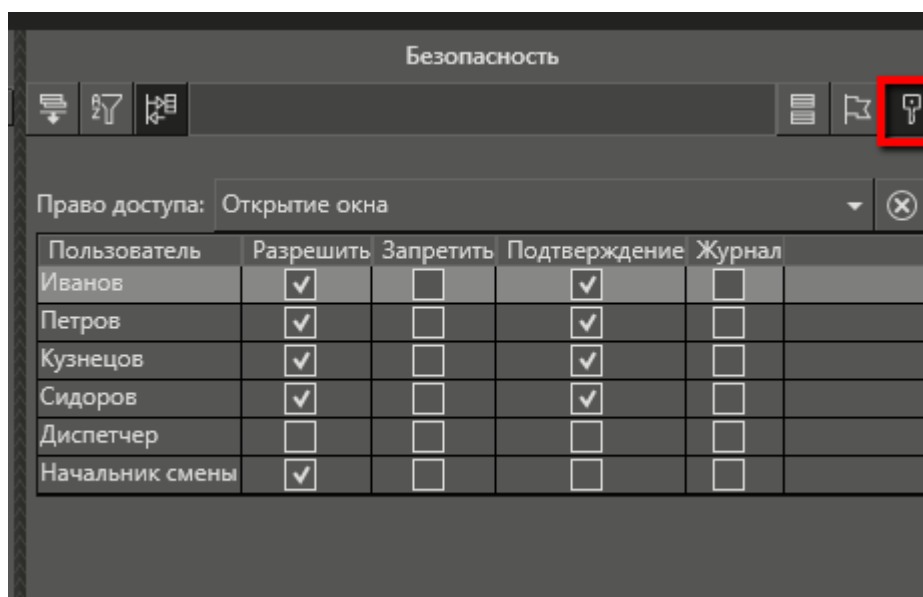 Безопасность
Право доступа: Открытие окна
Пользователь Разрешить Запретить Подтверждение Журнал
Иванов
Петров
Кузнецов
Сидоров
Диспетчер
Начальник смены